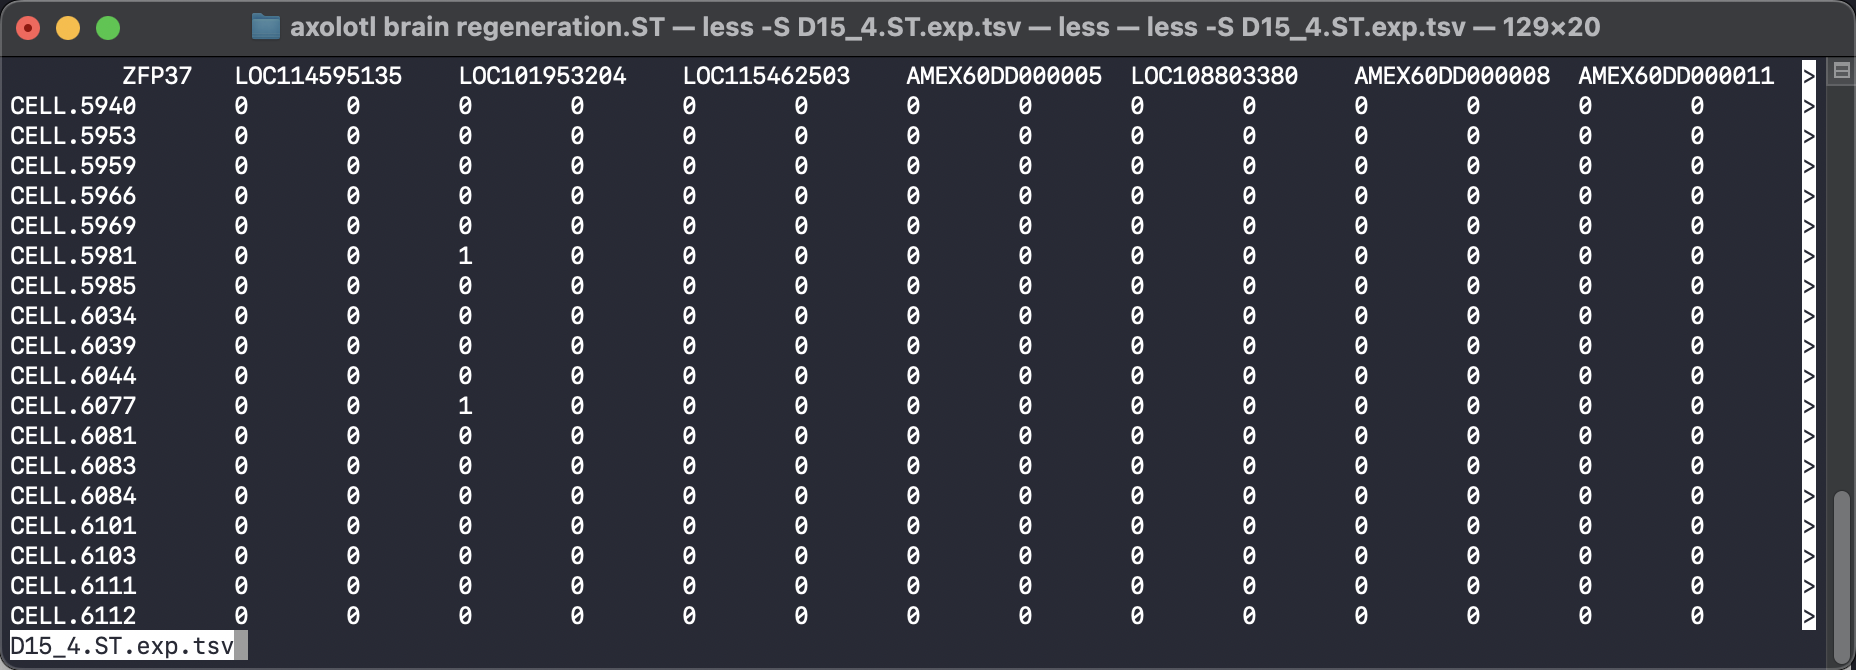 axolotl brain regeneration.ST — less -S D15_4.ST.exp.tsv — less — less -S D15_4.ST.exp.tsv — 129×20
ZFP37 LOC114595135 LOC101953204 LOC115462503 AMEX60DD000005 LOC108803380 AMEX60DD000008 AMEX60DD000011 >
CELL.5940 0 0 0 0 0 0 0 0 0 0 0 0 0 0 >
CELL.5953 0 0 0 0 0 0 0 0 0 0 0 0 0 0 >
CELL.5959 0 0 0 0 0 0 0 0 0 0 0 0 0 0 >
CELL.5966 0 0 0 0 0 0 0 0 0 0 0 0 0 0 >
CELL.5969 0 0 0 0 0 0 0 0 0 0 0 0 0 0 >
CELL.5981 0 0 1 0 0 0 0 0 0 0 0 0 0 0 >
CELL.5985 0 0 0 0 0 0 0 0 0 0 0 0 0 0 >
CELL.6034 0 0 0 0 0 0 0 0 0 0 0 0 0 0 >
CELL.6039 0 0 0 0 0 0 0 0 0 0 0 0 0 0 >
CELL.6044 0 0 0 0 0 0 0 0 0 0 0 0 0 0 >
CELL.6077 0 0 1 0 0 0 0 0 0 0 0 0 0 0 >
CELL.6081 0 0 0 0 0 0 0 0 0 0 0 0 0 0 >
CELL.6083 0 0 0 0 0 0 0 0 0 0 0 0 0 0 >
CELL.6084 0 0 0 0 0 0 0 0 0 0 0 0 0 0 >
CELL.6101 0 0 0 0 0 0 0 0 0 0 0 0 0 0 >
CELL.6103 0 0 0 0 0 0 0 0 0 0 0 0 0 0 >
CELL.6111 0 0 0 0 0 0 0 0 0 0 0 0 0 0 >
CELL.6112 0 0 0 0 0 0 0 0 0 0 0 0 0 0 >
D15_4.ST.exp.tsv